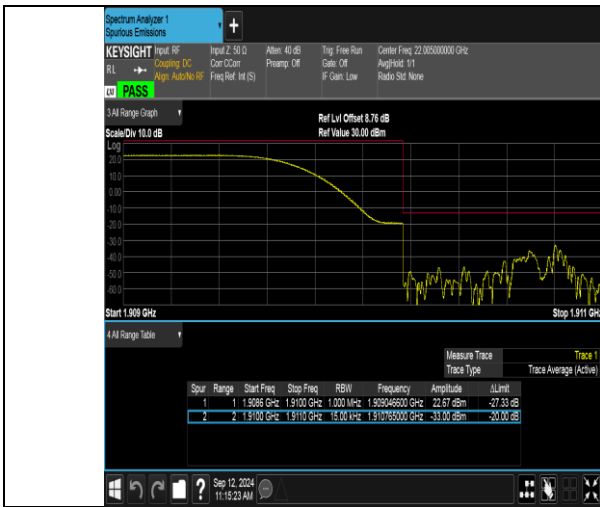 Spectrum Analyzer 1
Spurious Emissions
+
KEYSIGHT Input: RF Input Z: 50 Ω Atten: 40 dB Trig: Free Run Center Freq: 22.005000000 GHz
RL Coupling: DC Corr CCorr Preamp: Off Gate: Off Avg|Hold: 1/1
Align: Auto/No RF Freq Ref: Int (S) IF Gain: Low Radio Std: None
LXI PASS
3 All Range Graph
Ref Lvl Offset 8.76 dB
Scale/Div 10.0 dB Ref Value 30.00 dBm
Log
20.0
10.0
0.00
-10.0
-20.0
-30.0
-40.0
-50.0
-60.0
Start 1.909 GHz Stop 1.911 GHz
4 All Range Table
Measure Trace Trace 1
Trace Type Trace Average (Active)
Spur Range Start Freq Stop Freq RBW Frequency Amplitude ΔLimit
1 1 1.9086 GHz 1.9100 GHz 1.000 MHz 1.909046600 GHz 22.67 dBm -27.33 dB
2 2 1.9100 GHz 1.9110 GHz 15.00 kHz 1.910765000 GHz -33.00 dBm -20.00 dB
? Sep 12, 2024
11:15:23 AM